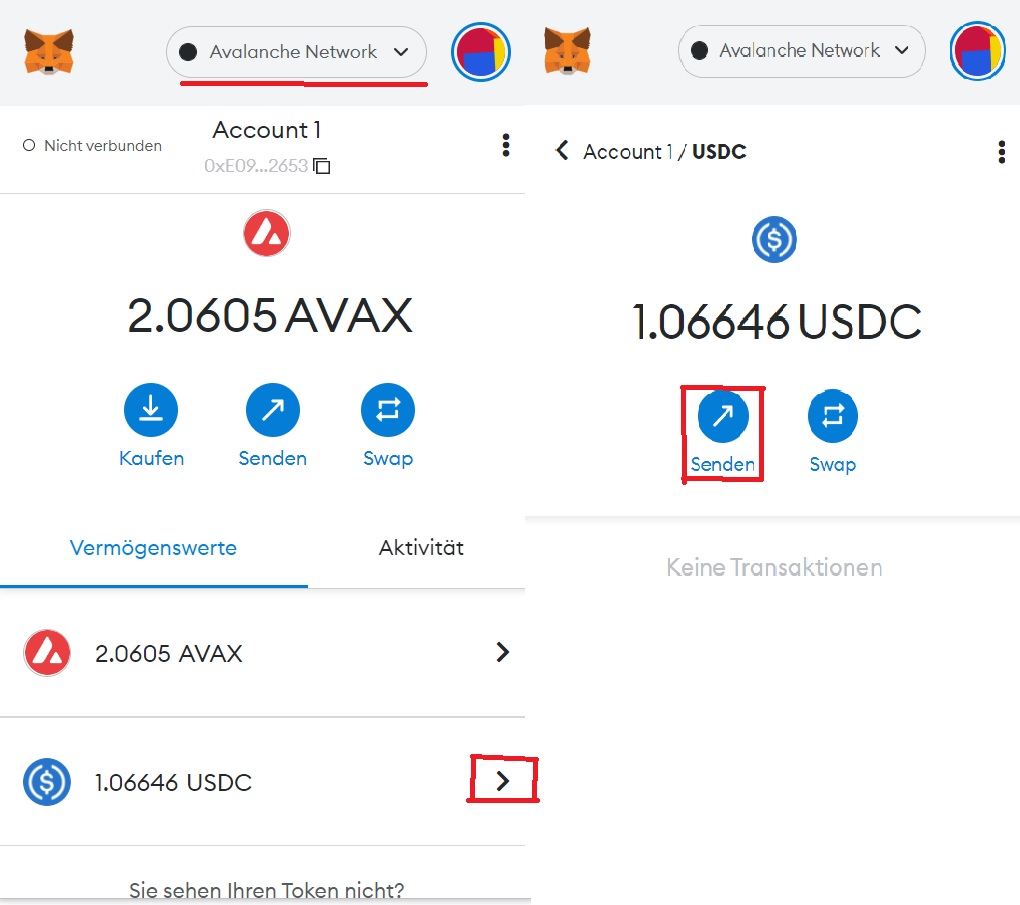 Avalanche Network
Nicht verbunden
Account 1
0xE09...2653
2.0605 AVAX
Kaufen
Senden
Swap
Vermögenswerte
Aktivität
2.0605 AVAX
1.06646 USDC
Sie sehen Ihren Token nicht?
Avalanche Network
Account 1 / USDC
1.06646 USDC
Senden
Swap
Keine Transaktionen